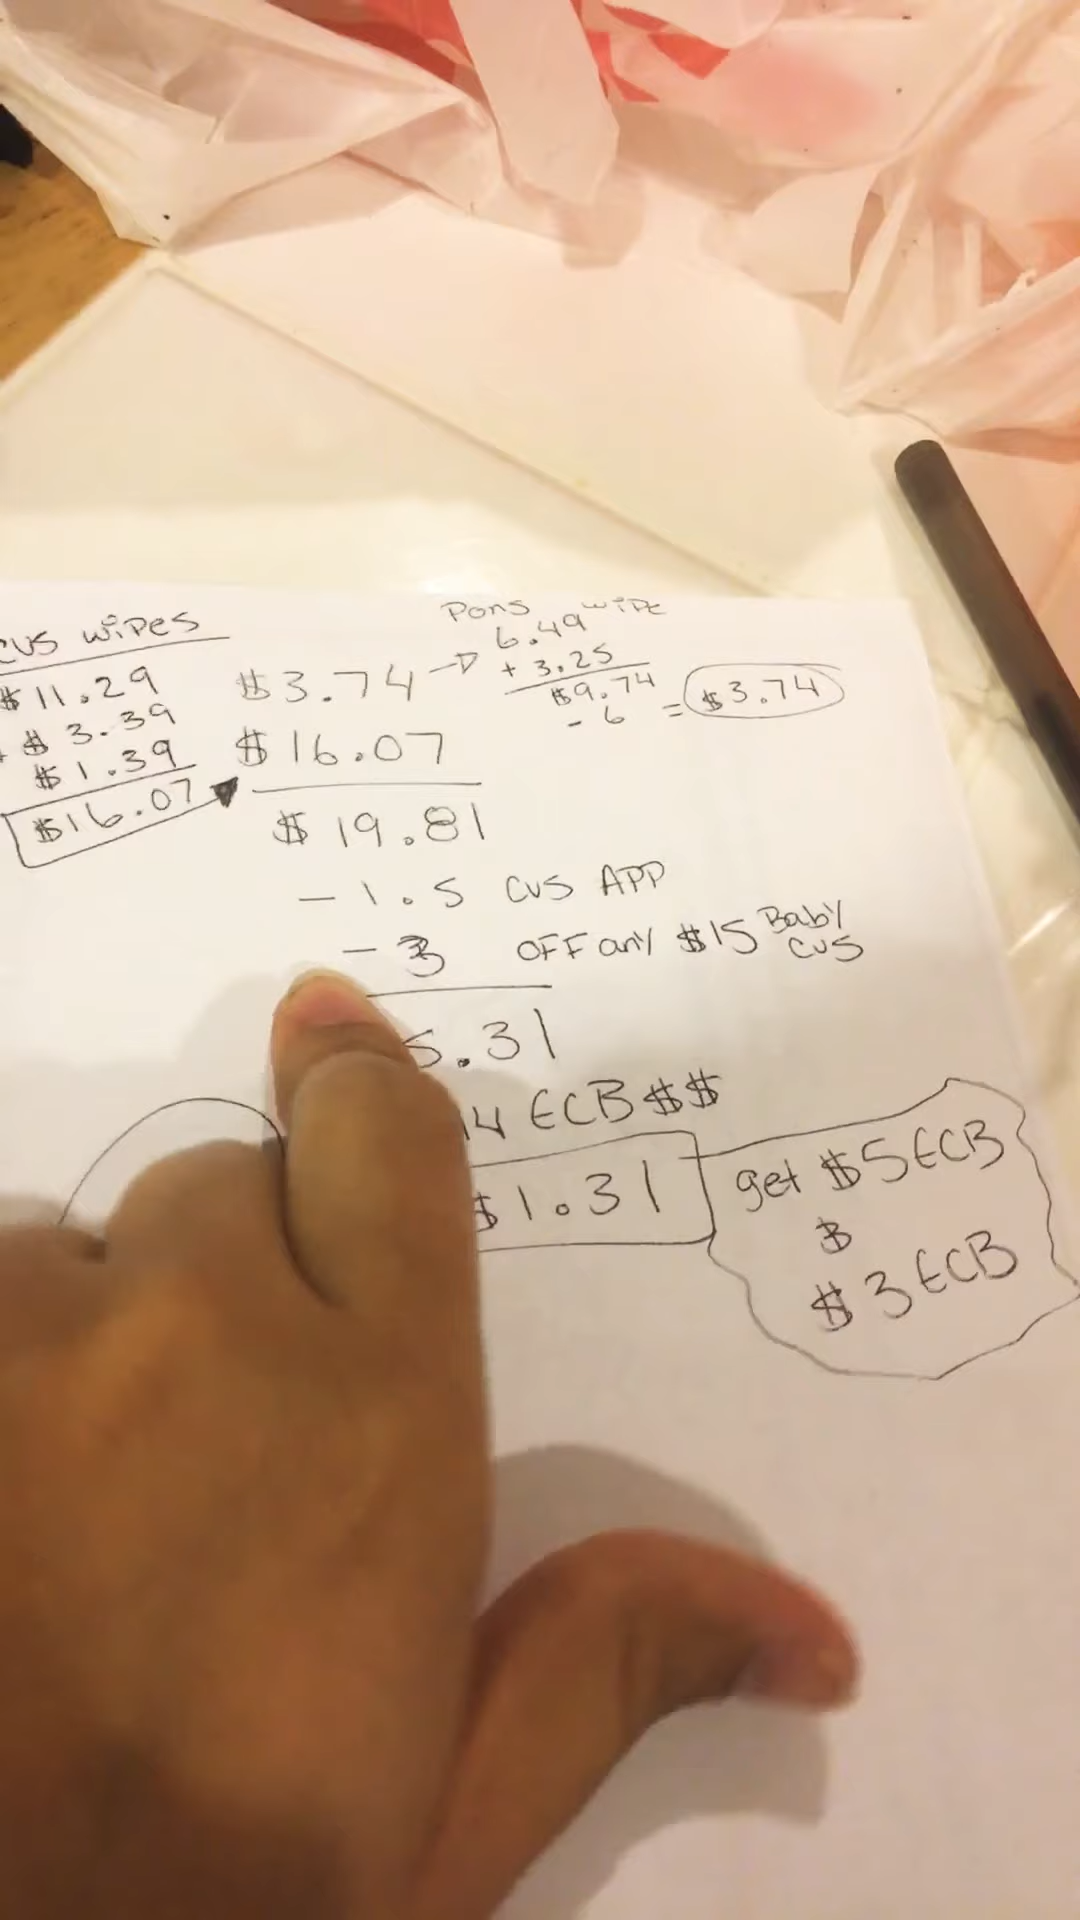 CVS WIPES
$11.29
+ $3.39
$1.39
$16.07
$3.74 →
$16.07
$19.81
Pons wipe
6.49
+ 3.25
$9.74
- 6 = $3.74
- 1.5 CVS APP
- 3 OFF any $15 Baby CVS
5.31
14 ECB $$
$1.31
get $5 ECB
$
$3 ECB